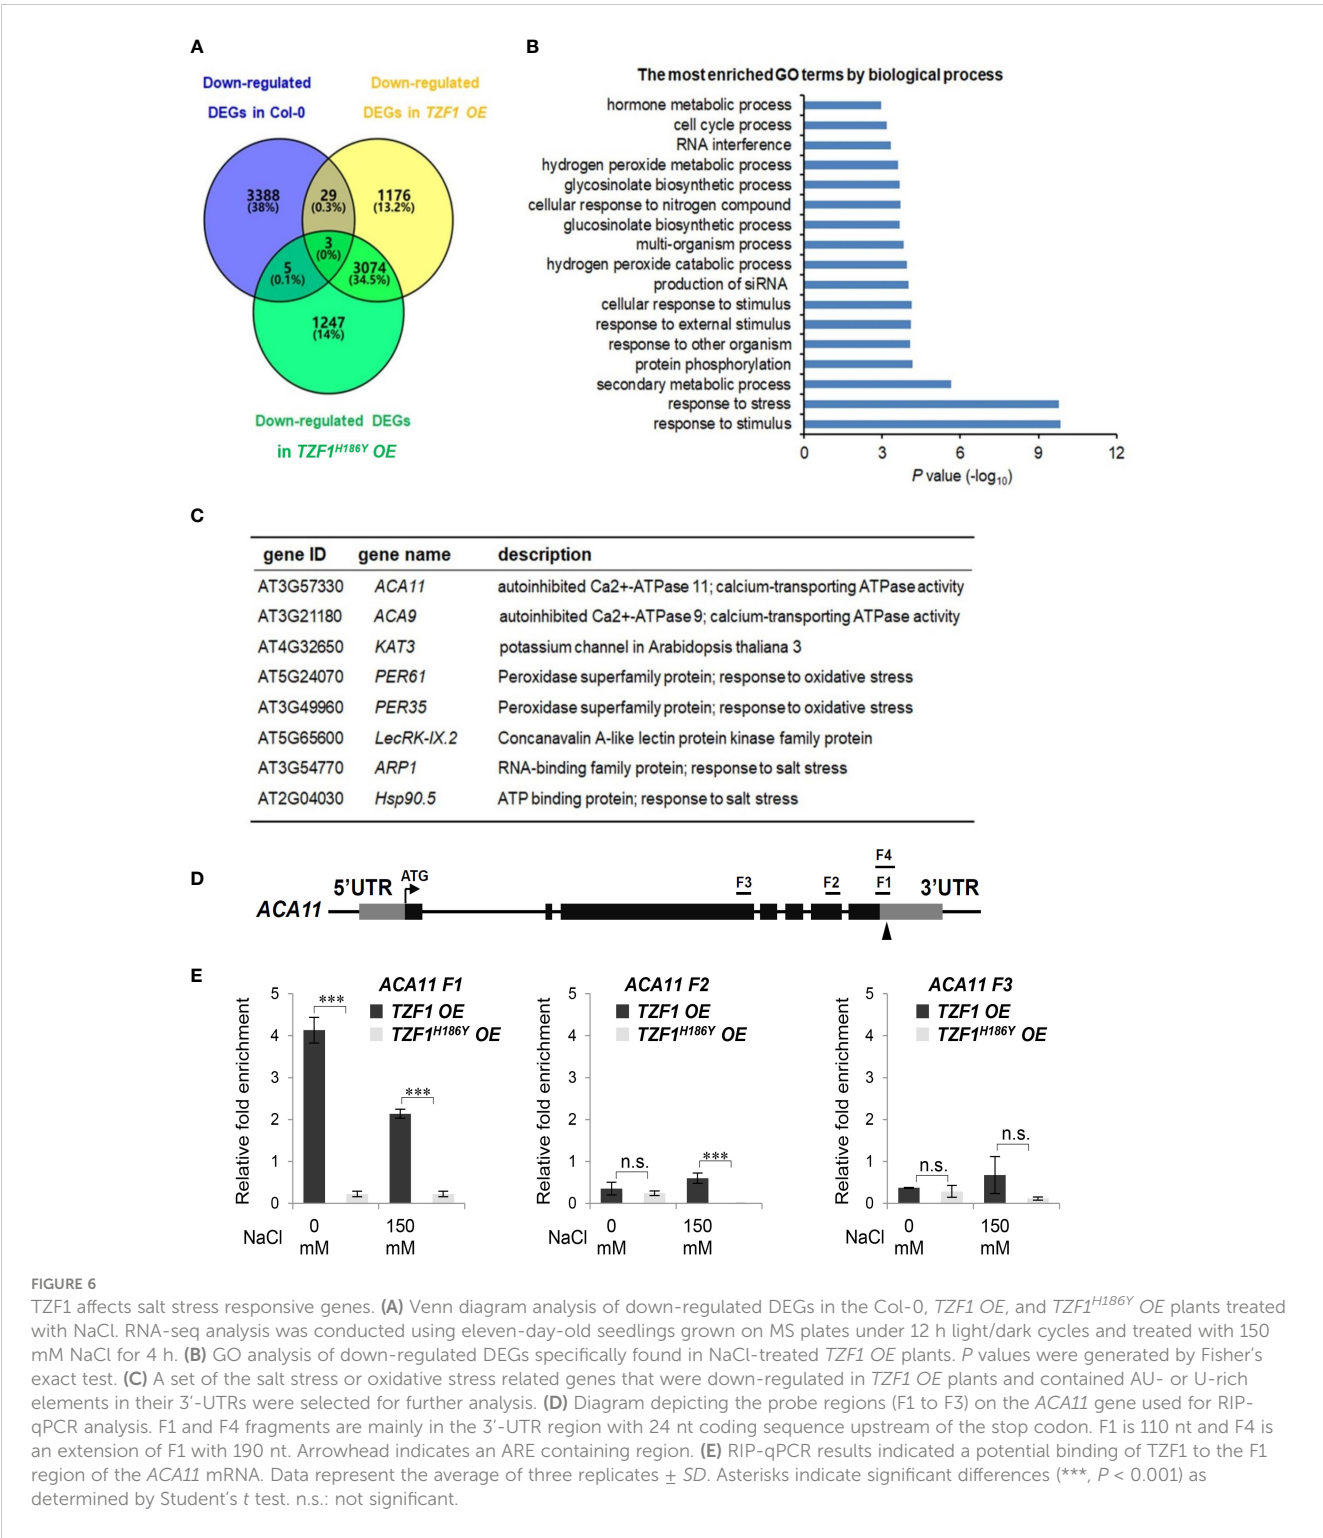 A
Down-regulated
DEGs in Col-0
Down-regulated
DEGs in TZF1 OE
3388
(38%)
29
(0.3%)
1176
(13.2%)
3
(0%)
5
(0.1%)
3074
(34.5%)
1247
(14%)
Down-regulated DEGs
in TZF1H186Y OE
B
The most enriched GO terms by biological process
hormone metabolic process
cell cycle process
RNA interference
hydrogen peroxide metabolic process
glycosinolate biosynthetic process
cellular response to nitrogen compound
glucosinolate biosynthetic process
multi-organism process
hydrogen peroxide catabolic process
production of siRNA
cellular response to stimulus
response to external stimulus
response to other organism
protein phosphorylation
secondary metabolic process
response to stress
response to stimulus
0 3 6 9 12
P value (-log10)
C
gene ID gene name description
AT3G57330 ACA11 autoinhibited Ca2+-ATPase 11; calcium-transporting ATPase activity
AT3G21180 ACA9 autoinhibited Ca2+-ATPase 9; calcium-transporting ATPase activity
AT4G32650 KAT3 potassium channel in Arabidopsis thaliana 3
AT5G24070 PER61 Peroxidase superfamily protein; response to oxidative stress
AT3G49960 PER35 Peroxidase superfamily protein; response to oxidative stress
AT5G65600 LecRK-IX.2 Concanavalin A-like lectin protein kinase family protein
AT3G54770 ARP1 RNA-binding family protein; response to salt stress
AT2G04030 Hsp90.5 ATP binding protein; response to salt stress
D
F4
5'UTR ATG F3 F2 F1 3'UTR
ACA11
E
ACA11 F1
TZF1 OE
TZF1H186Y OE
Relative fold enrichment
5
4
3
2
1
0
***
***
NaCl 0 mM 150 mM
ACA11 F2
TZF1 OE
TZF1H186Y OE
Relative fold enrichment
5
4
3
2
1
0
n.s.
***
NaCl 0 mM 150 mM
ACA11 F3
TZF1 OE
TZF1H186Y OE
Relative fold enrichment
5
4
3
2
1
0
n.s.
n.s.
NaCl 0 mM 150 mM
FIGURE 6
TZF1 affects salt stress responsive genes. (A) Venn diagram analysis of down-regulated DEGs in the Col-0, TZF1 OE, and TZF1H186Y OE plants treated
with NaCl. RNA-seq analysis was conducted using eleven-day-old seedlings grown on MS plates under 12 h light/dark cycles and treated with 150
mM NaCl for 4 h. (B) GO analysis of down-regulated DEGs specifically found in NaCl-treated TZF1 OE plants. P values were generated by Fisher's
exact test. (C) A set of the salt stress or oxidative stress related genes that were down-regulated in TZF1 OE plants and contained AU- or U-rich
elements in their 3'-UTRs were selected for further analysis. (D) Diagram depicting the probe regions (F1 to F3) on the ACA11 gene used for RIP-
qPCR analysis. F1 and F4 fragments are mainly in the 3'-UTR region with 24 nt coding sequence upstream of the stop codon. F1 is 110 nt and F4 is
an extension of F1 with 190 nt. Arrowhead indicates an ARE containing region. (E) RIP-qPCR results indicated a potential binding of TZF1 to the F1
region of the ACA11 mRNA. Data represent the average of three replicates ± SD. Asterisks indicate significant differences (***, P < 0.001) as
determined by Student's t test. n.s.: not significant.